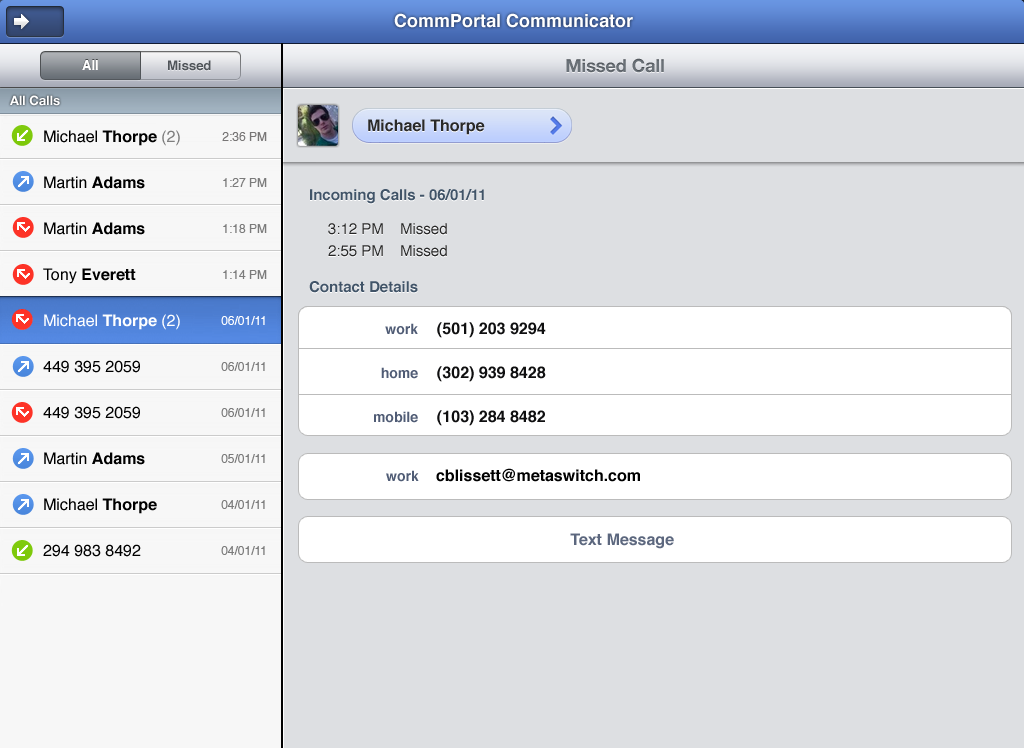 CommPortal Communicator
All Missed
All Calls
Michael Thorpe (2) 2:36 PM
Martin Adams 1:27 PM
Martin Adams 1:18 PM
Tony Everett 1:14 PM
Michael Thorpe (2) 06/01/11
449 395 2059 06/01/11
449 395 2059 06/01/11
Martin Adams 05/01/11
Michael Thorpe 04/01/11
294 983 8492 04/01/11
Missed Call
Michael Thorpe
Incoming Calls - 06/01/11
3:12 PM Missed
2:55 PM Missed
Contact Details
work (501) 203 9294
home (302) 939 8428
mobile (103) 284 8482
work cblissett@metaswitch.com
Text Message